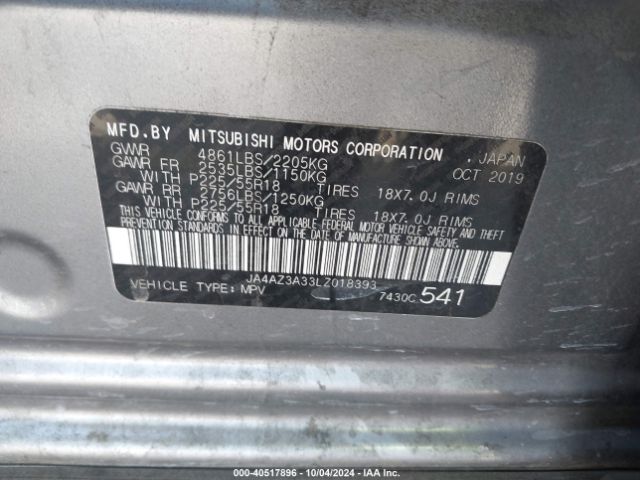 MFD.BY MITSUBISHI MOTORS CORPORATION , JAPAN
GVWR 4861LBS/2205KG OCT 2019
GAWR FR 2535LBS/1150KG
WITH P225/55R18 TIRES 18X7.0J RIMS
GAWR RR 2756LBS/1250KG
WITH P225/55R18 TIRES 18X7.0J RIMS
THIS VEHICLE CONFORMS TO ALL APPLICABLE FEDERAL MOTOR VEHICLE SAFETY, BUMPER, AND THEFT
PREVENTION STANDARDS IN EFFECT ON THE DATE OF MANUFACTURE SHOWN ABOVE.
JA4AZ3A33LZ018393
VEHICLE TYPE: MPV 7430C 541
000-40517896 - 10/04/2024 - IAA Inc.